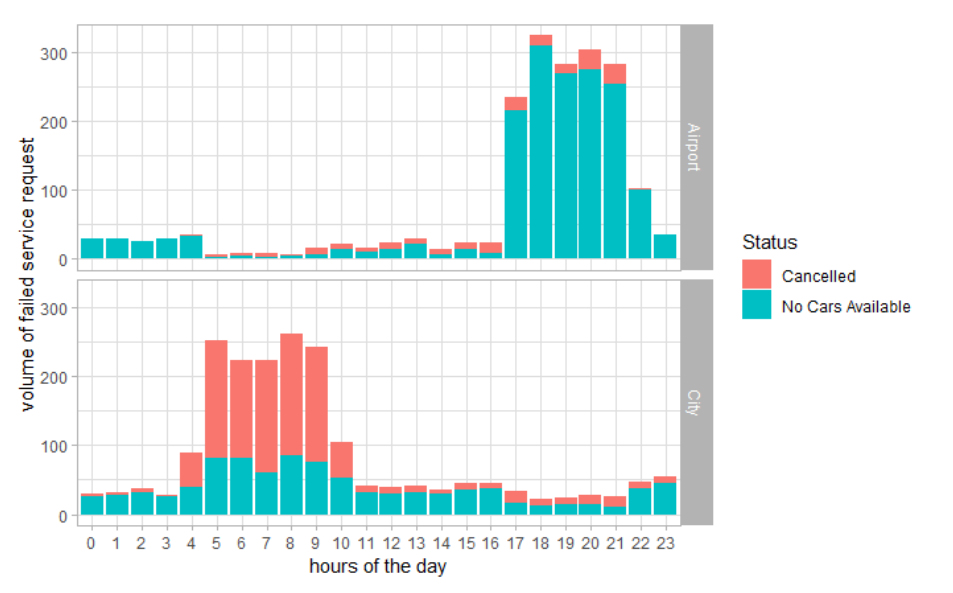 volume of failed service request
300
200
100
0
Airport
300
200
100
0
City
0 1 2 3 4 5 6 7 8 9 10 11 12 13 14 15 16 17 18 19 20 21 22 23
hours of the day
Status
Cancelled
No Cars Available